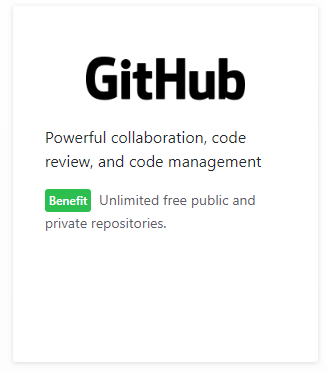 GitHub
Powerful collaboration, code
review, and code management
Benefit Unlimited free public and
private repositories.